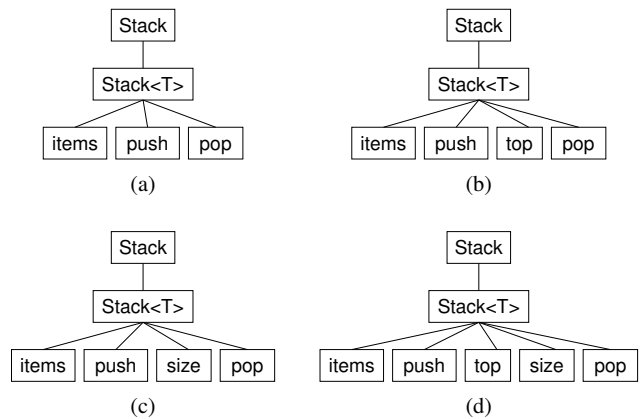 Stack
Stack<T>
items push pop
(a)
Stack
Stack<T>
items push top pop
(b)
Stack
Stack<T>
items push size pop
(c)
Stack
Stack<T>
items push top size pop
(d)